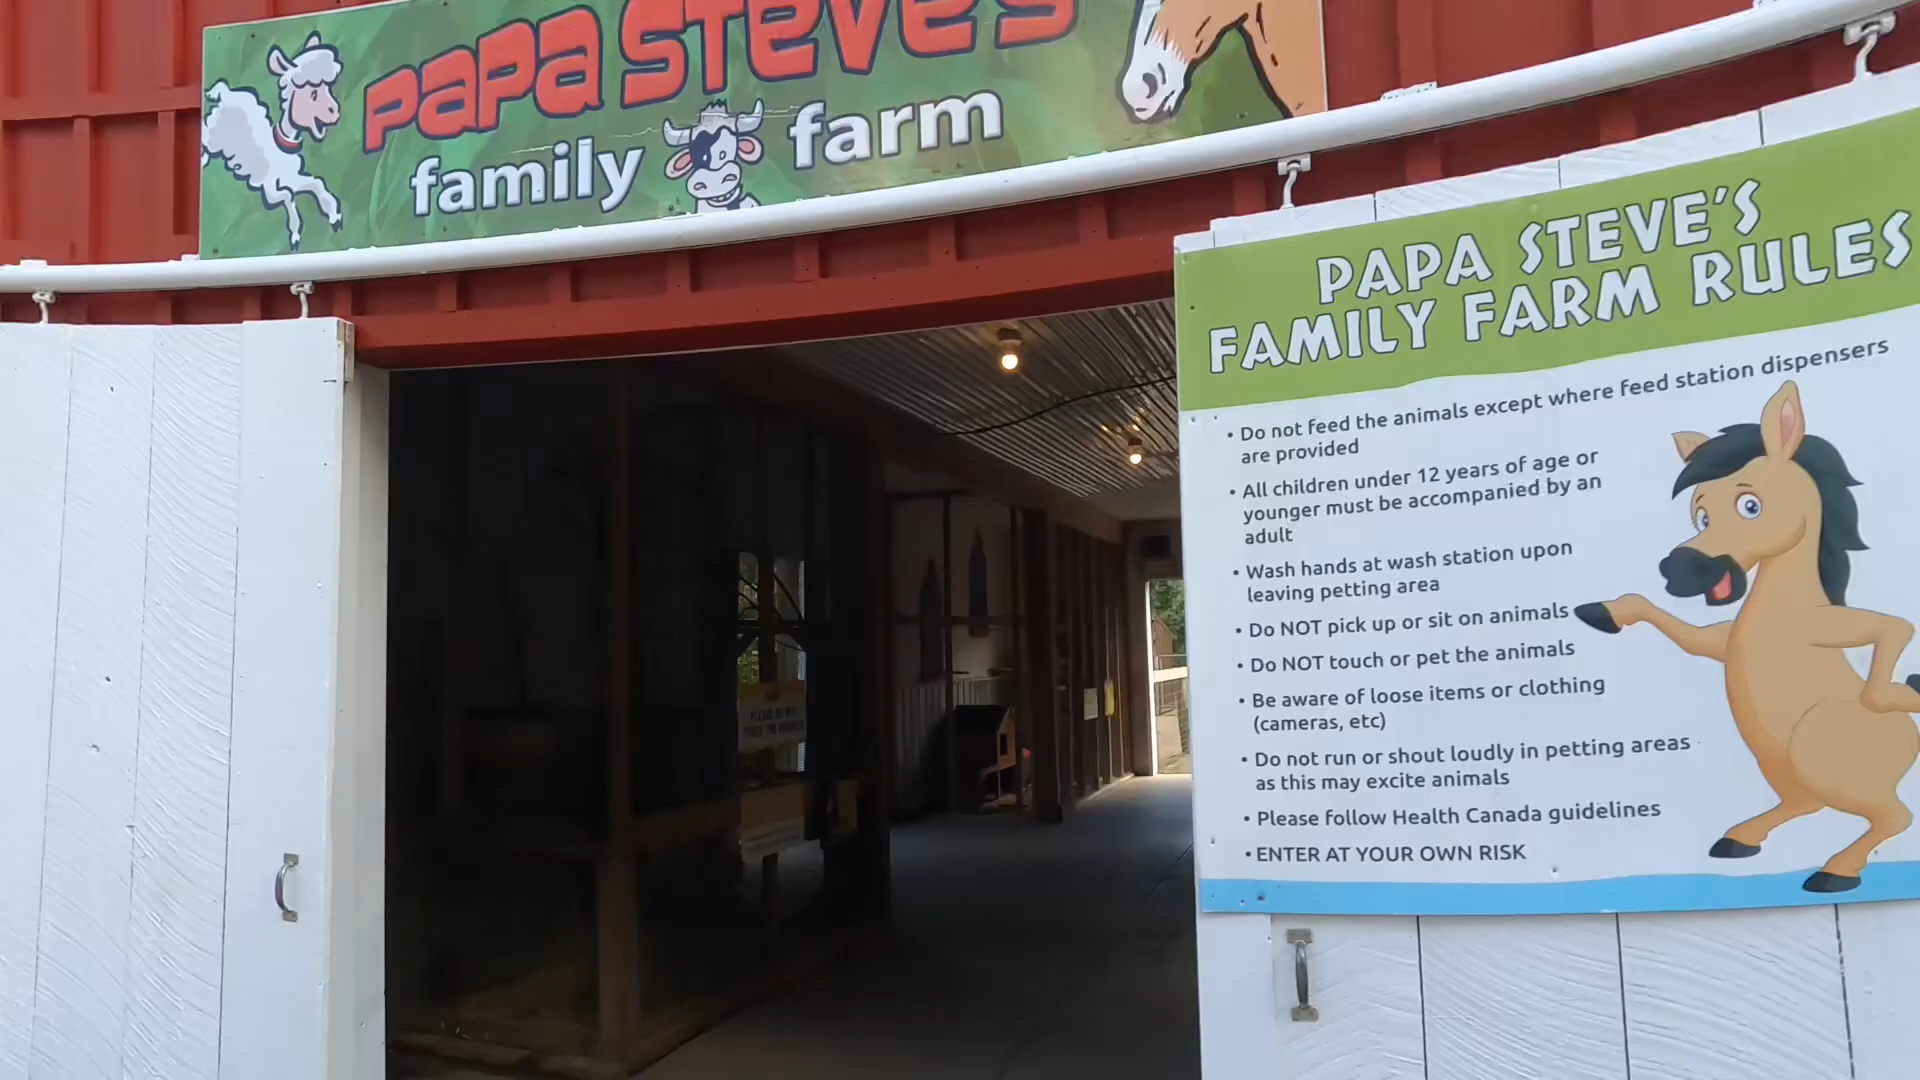 PAPA STEVE'S
family farm
PAPA STEVE'S
FAMILY FARM RULES
• Do not feed the animals except where feed station dispensers
are provided
• All children under 12 years of age or
younger must be accompanied by an
adult
• Wash hands at wash station upon
leaving petting area
• Do NOT pick up or sit on animals
• Do NOT touch or pet the animals
• Be aware of loose items or clothing
(cameras, etc)
• Do not run or shout loudly in petting areas
as this may excite animals
• Please follow Health Canada guidelines
• ENTER AT YOUR OWN RISK
PLEASE DO NOT